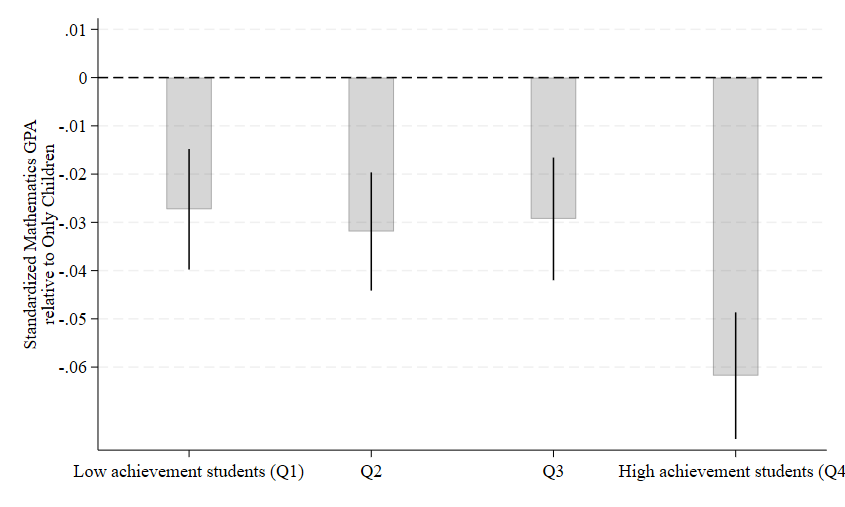 Standardized Mathematics GPA
relative to Only Children
.01
0
-.01
-.02
-.03
-.04
-.05
-.06
Low achievement students (Q1)
Q2
Q3
High achievement students (Q4